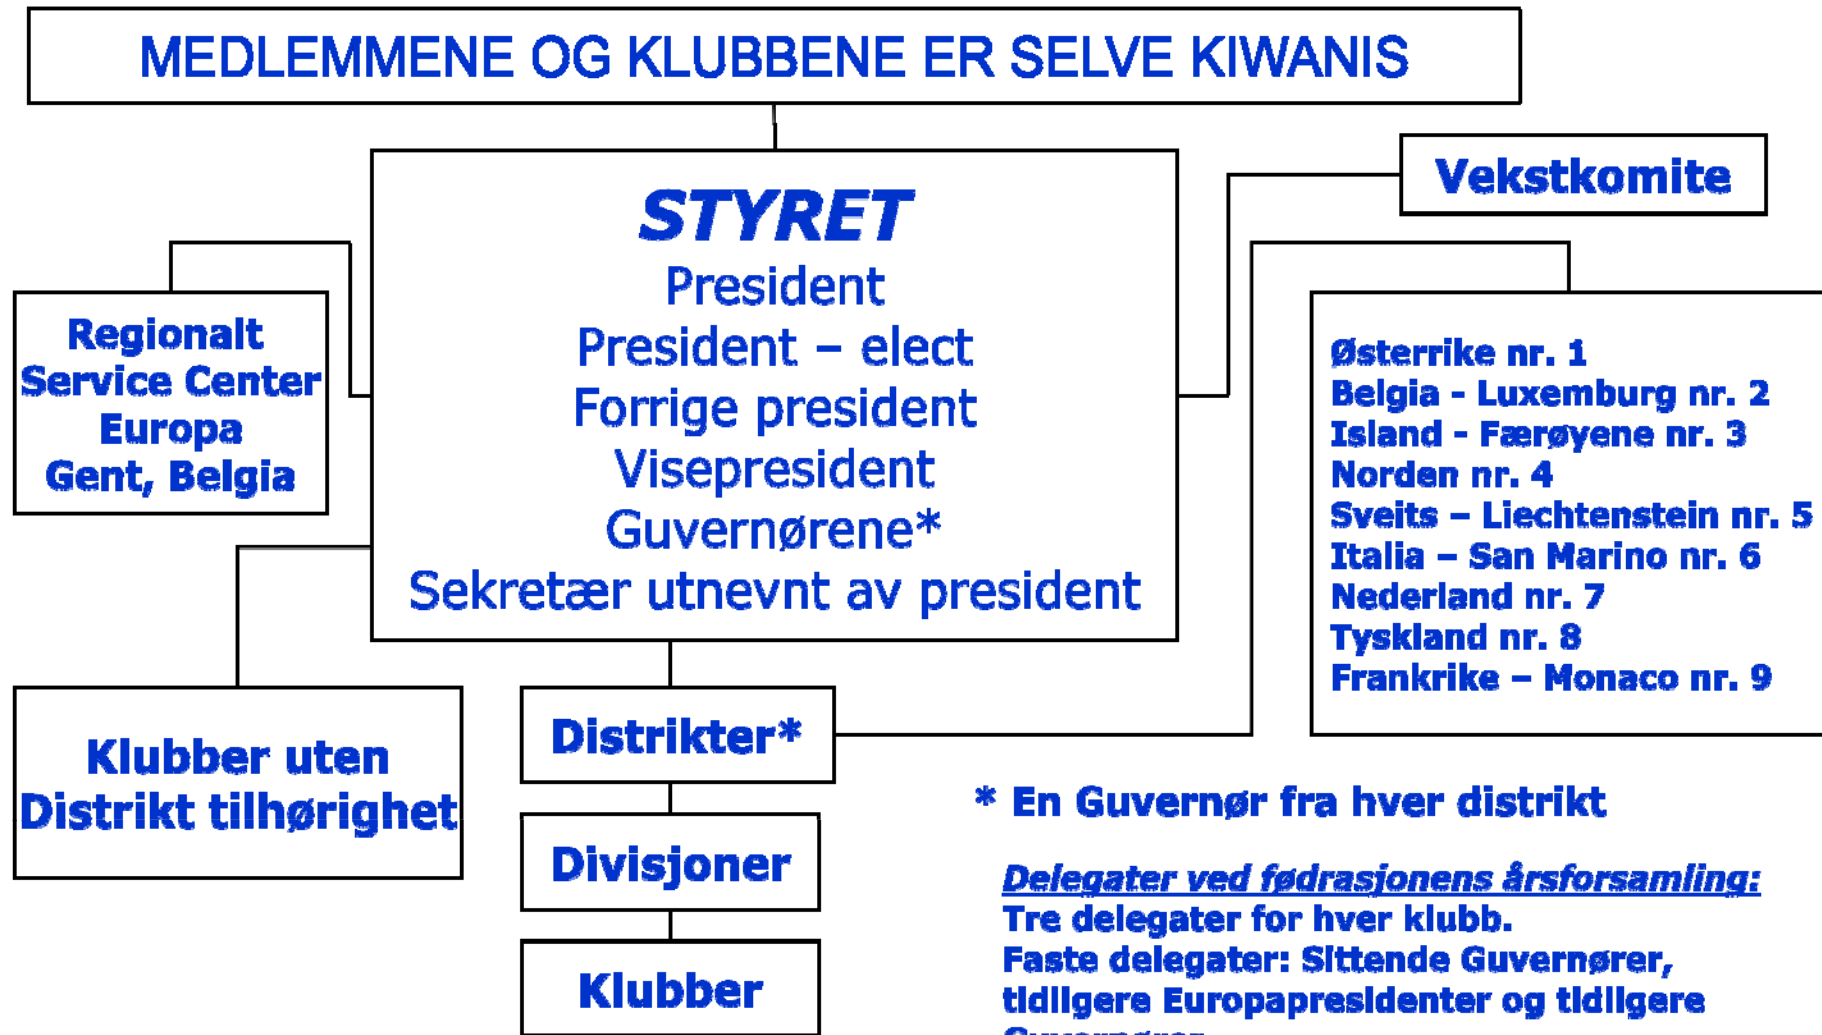 MEDLEMMENE OG KLUBBENE ER SELVE KIWANIS
Vekstkomite
STYRET
President
President – elect
Forrige president
Visepresident
Guvernørene*
Sekretær utnevnt av president
Regionalt
Service Center
Europa
Gent, Belgia
Østerrike nr. 1
Belgia - Luxemburg nr. 2
Island - Færøyene nr. 3
Norden nr. 4
Sveits – Liechtenstein nr. 5
Italia – San Marino nr. 6
Nederland nr. 7
Tyskland nr. 8
Frankrike – Monaco nr. 9
Klubber uten
Distrikt tilhørighet
Distrikter*
Divisjoner
Klubber
* En Guvernør fra hver distrikt
Delegater ved fødrasjonens årsforsamling:
Tre delegater for hver klubb.
Faste delegater: Sittende Guvernører,
tidligere Europapresidenter og tidligere